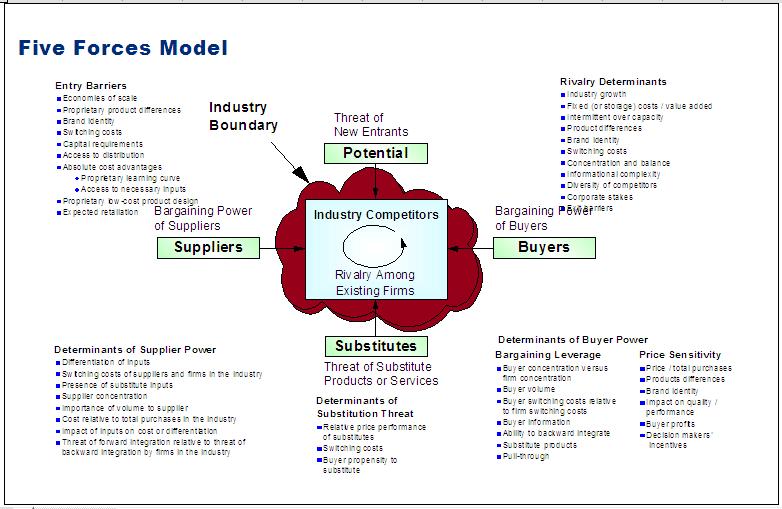 Five Forces Model
Entry Barriers
Economies of scale
Proprietary product differences
Brand identity
Switching costs
Capital requirements
Access to distribution
Absolute cost advantages
Proprietary learning curve
Access to necessary inputs
Proprietary low-cost product design
Expected retaliation
Industry
Boundary
Threat of
New Entrants
Potential
Rivalry Determinants
Industry growth
Fixed (or storage) costs / value added
Intermittent over capacity
Product differences
Brand identity
Switching costs
Concentration and balance
Informational complexity
Diversity of competitors
Corporate stakes
barriers
Bargaining Power
of Suppliers
Suppliers
Industry Competitors
Rivalry Among
Existing Firms
Bargaining Power
of Buyers
Buyers
Substitutes
Threat of Substitute
Products or Services
Determinants of Supplier Power
Differentiation of inputs
Switching costs of suppliers and firms in the industry
Presence of substitute inputs
Supplier concentration
Importance of volume to supplier
Cost relative to total purchases in the industry
Impact of inputs on cost or differentiation
Threat of forward integration relative to threat of
backward integration by firms in the industry
Determinants of
Substitution Threat
Relative price performance
of substitutes
Switching costs
Buyer propensity to
substitute
Determinants of Buyer Power
Bargaining Leverage
Buyer concentration versus
firm concentration
Buyer volume
Buyer switching costs relative
to firm switching costs
Buyer information
Ability to backward integrate
Substitute products
Pull-through
Price Sensitivity
Price / total purchases
Products differences
Brand identity
Impact on quality /
performance
Buyer profits
Decision makers'
incentives